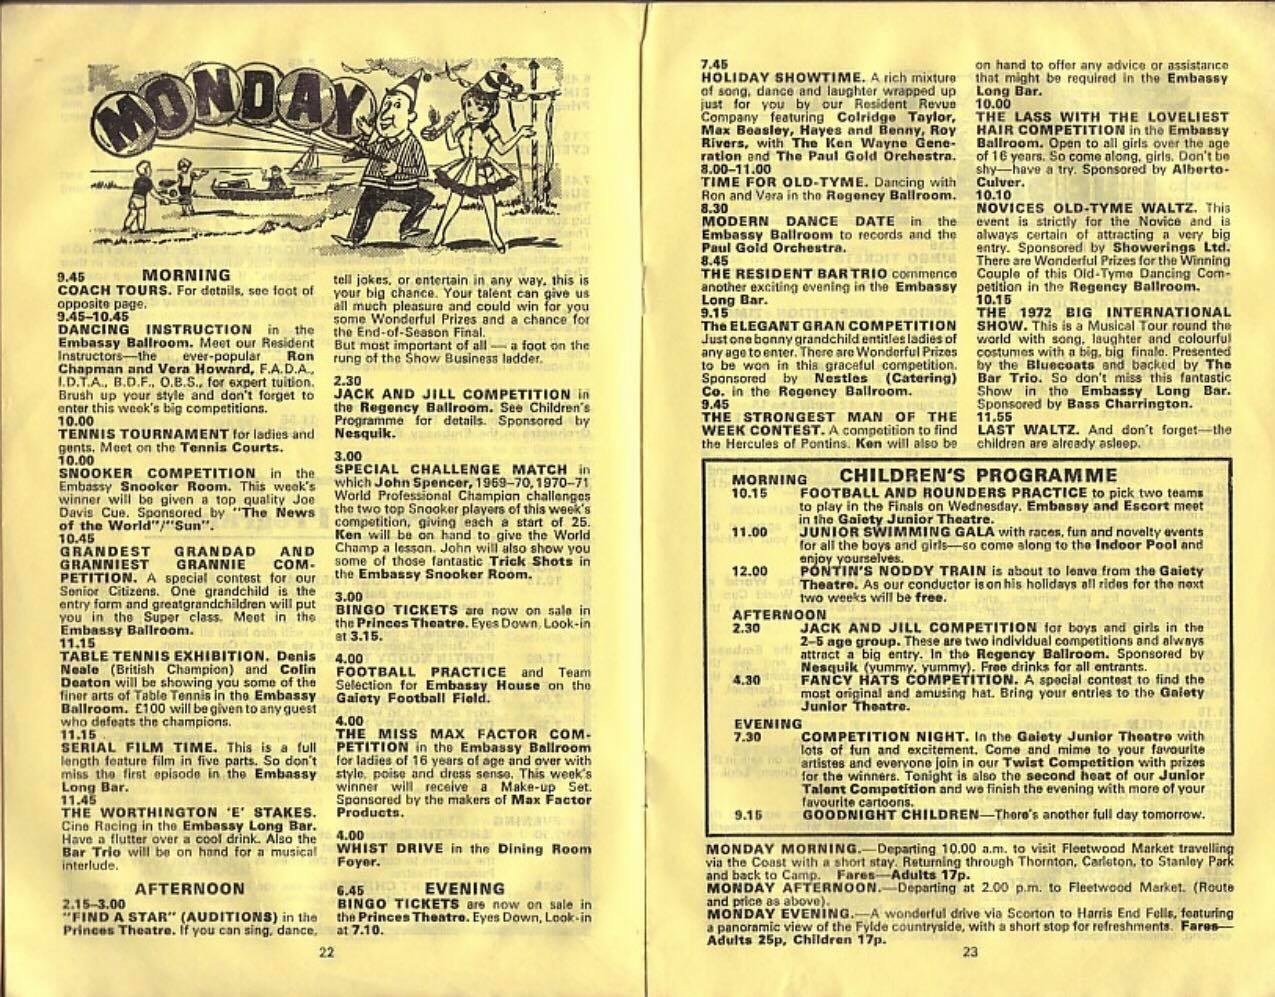 MONDAY
9.45 MORNING
COACH TOURS. For details, see foot of
opposite page.
9.45–10.45
DANCING INSTRUCTION in the
Embassy Ballroom. Meet our Resident
Instructors—the ever-popular Ron
Chapman and Vera Howard, F.A.D.A.,
I.D.T.A., B.D.F., O.B.S., for expert tuition.
Brush up your style and don't forget to
enter this week's big competitions.
10.00
TENNIS TOURNAMENT for ladies and
gents. Meet on the Tennis Courts.
10.00
SNOOKER COMPETITION in the
Embassy Snooker Room. This week's
winner will be given a top quality Joe
Davis Cue. Sponsored by "The News
of the World"/"Sun".
10.45
GRANDEST GRANDAD AND
GRANNIEST GRANNIE COM-
PETITION. A special contest for our
Senior Citizens. One grandchild is the
entry form and greatgrandchildren will put
you in the Super class. Meet in the
Embassy Ballroom.
11.15
TABLE TENNIS EXHIBITION. Denis
Neale (British Champion) and Colin
Deaton will be showing you some of the
finer arts of Table Tennis in the Embassy
Ballroom. £100 will be given to any guest
who defeats the champions.
11.15
SERIAL FILM TIME. This is a full
length feature film in five parts. So don't
miss the first episode in the Embassy
Long Bar.
11.45
THE WORTHINGTON 'E' STAKES.
Cine Racing in the Embassy Long Bar.
Have a flutter over a cool drink. Also the
Bar Trio will be on hand for a musical
interlude.
AFTERNOON
2.15–3.00
"FIND A STAR" (AUDITIONS) in the
Princes Theatre. If you can sing, dance,
tell jokes, or entertain in any way, this is
your big chance. Your talent can give us
all much pleasure and could win for you
some Wonderful Prizes and a chance for
the End-of-Season Final.
But most important of all — a foot on the
rung of the Show Business ladder.
2.30
JACK AND JILL COMPETITION in
the Regency Ballroom. See Children's
Programme for details. Sponsored by
Nesquik.
3.00
SPECIAL CHALLENGE MATCH in
which John Spencer, 1969–70, 1970–71
World Professional Champion challenges
the two top Snooker players of this week's
competition, giving each a start of 25.
Ken will be on hand to give the World
Champ a lesson. John will also show you
some of those fantastic Trick Shots in
the Embassy Snooker Room.
3.00
BINGO TICKETS are now on sale in
the Princes Theatre. Eyes Down, Look-in
at 3.15.
4.00
FOOTBALL PRACTICE and Team
Selection for Embassy House on the
Gaiety Football Field.
4.00
THE MISS MAX FACTOR COM-
PETITION in the Embassy Ballroom
for ladies of 16 years of age and over with
style, poise and dress sense. This week's
winner will receive a Make-up Set.
Sponsored by the makers of Max Factor
Products.
4.00
WHIST DRIVE in the Dining Room
Foyer.
6.45 EVENING
BINGO TICKETS are now on sale in
the Princes Theatre. Eyes Down, Look-in
at 7.10.
22
7.45
HOLIDAY SHOWTIME. A rich mixture
of song, dance and laughter wrapped up
just for you by our Resident Revue
Company featuring Colridge Taylor,
Max Beasley, Hayes and Benny, Roy
Rivers, with The Ken Wayne Gene-
ration and The Paul Gold Orchestra.
8.00–11.00
TIME FOR OLD-TYME. Dancing with
Ron and Vera in the Regency Ballroom.
8.30
MODERN DANCE DATE in the
Embassy Ballroom to records and the
Paul Gold Orchestra.
8.45
THE RESIDENT BAR TRIO commence
another exciting evening in the Embassy
Long Bar.
9.15
The ELEGANT GRAN COMPETITION
Just one bonny grandchild entitles ladies of
any age to enter. There are Wonderful Prizes
to be won in this graceful competition.
Sponsored by Nestles (Catering)
Co. in the Regency Ballroom.
9.45
THE STRONGEST MAN OF THE
WEEK CONTEST. A competition to find
the Hercules of Pontins. Ken will also be
on hand to offer any advice or assistance
that might be required in the Embassy
Long Bar.
10.00
THE LASS WITH THE LOVELIEST
HAIR COMPETITION in the Embassy
Ballroom. Open to all girls over the age
of 16 years. So come along, girls. Don't be
shy—have a try. Sponsored by Alberto-
Culver.
10.10
NOVICES OLD-TYME WALTZ. This
event is strictly for the Novice and is
always certain of attracting a very big
entry. Sponsored by Showerings Ltd.
There are Wonderful Prizes for the Winning
Couple of this Old-Tyme Dancing Com-
petition in the Regency Ballroom.
10.15
THE 1972 BIG INTERNATIONAL
SHOW. This is a Musical Tour round the
world with song, laughter and colourful
costumes with a big, big finale. Presented
by the Bluecoats and backed by The
Bar Trio. So don't miss this fantastic
Show in the Embassy Long Bar.
Sponsored by Bass Charrington.
11.55
LAST WALTZ. And don't forget—the
children are already asleep.
CHILDREN'S PROGRAMME
MORNING
10.15 FOOTBALL AND ROUNDERS PRACTICE to pick two teams
to play in the Finals on Wednesday. Embassy and Escort meet
in the Gaiety Junior Theatre.
11.00 JUNIOR SWIMMING GALA with races, fun and novelty events
for all the boys and girls—so come along to the Indoor Pool and
enjoy yourselves.
12.00 PONTIN'S NODDY TRAIN is about to leave from the Gaiety
Theatre. As our conductor is on his holidays all rides for the next
two weeks will be free.
AFTERNOON
2.30 JACK AND JILL COMPETITION for boys and girls in the
2–5 age group. These are two individual competitions and always
attract a big entry. In the Regency Ballroom. Sponsored by
Nesquik (yummy, yummy). Free drinks for all entrants.
4.30 FANCY HATS COMPETITION. A special contest to find the
most original and amusing hat. Bring your entries to the Gaiety
Junior Theatre.
EVENING
7.30 COMPETITION NIGHT. In the Gaiety Junior Theatre with
lots of fun and excitement. Come and mime to your favourite
artistes and everyone join in our Twist Competition with prizes
for the winners. Tonight is also the second heat of our Junior
Talent Competition and we finish the evening with more of your
favourite cartoons.
9.15 GOODNIGHT CHILDREN—There's another full day tomorrow.
MONDAY MORNING.—Departing 10.00 a.m. to visit Fleetwood Market travelling
via the Coast with a short stay. Returning through Thornton, Carleton, to Stanley Park
and back to Camp. Fares—Adults 17p.
MONDAY AFTERNOON.—Departing at 2.00 p.m. to Fleetwood Market. (Route
and price as above).
MONDAY EVENING.—A wonderful drive via Scorton to Harris End Fells, featuring
a panoramic view of the Fylde countryside, with a short stop for refreshments. Fares—
Adults 25p, Children 17p.
23